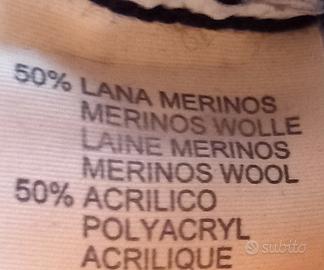 50% LANA MERINOS
MERINOS WOLLE
LAINE MERINOS
MERINOS WOOL
50% ACRILICO
POLYACRYL
ACRILIQUE
subito